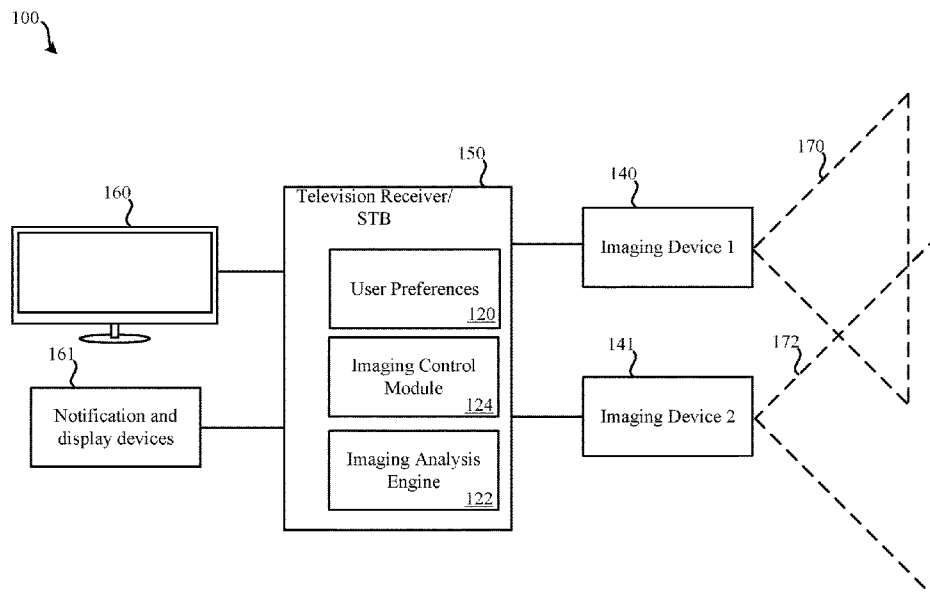 100
150
Television Receiver/
STB
160
140
170
Imaging Device 1
User Preferences
120
161
Imaging Control
Module
124
141
172
Notification and
display devices
Imaging Device 2
Imaging Analysis
Engine
122